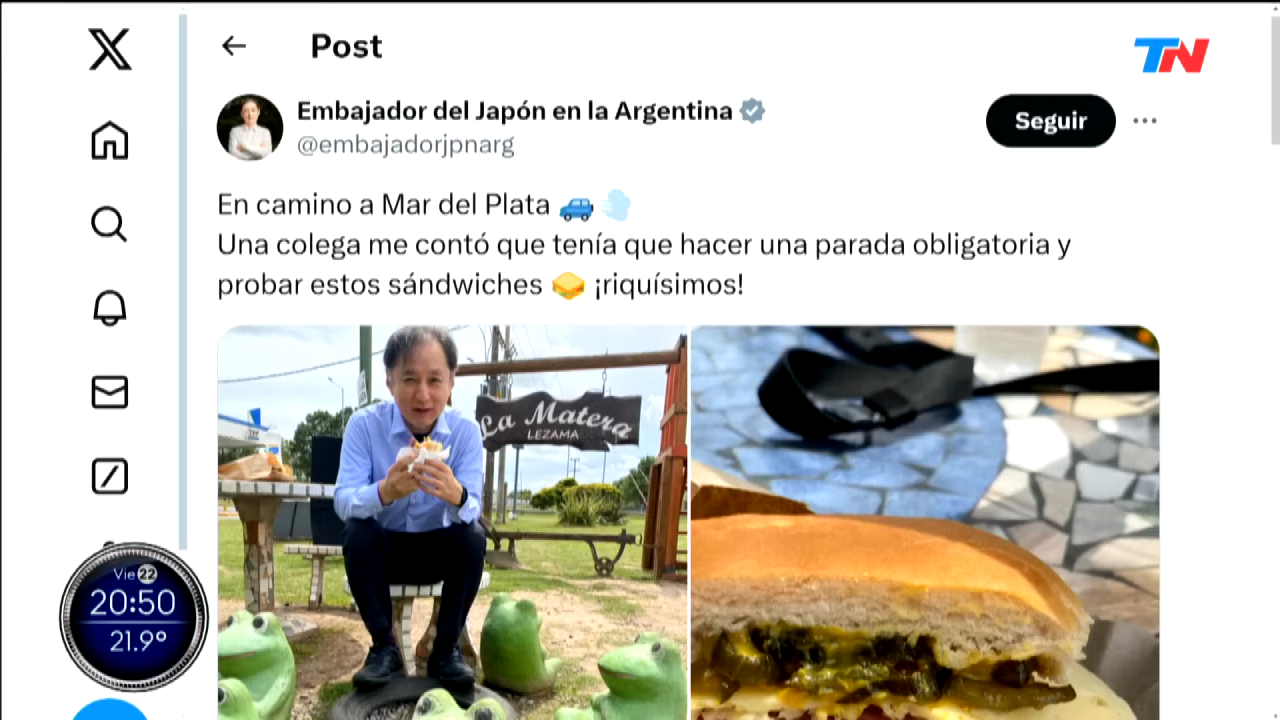 Post
TN
Embajador del Japón en la Argentina
@embajadorjpnarg
Seguir
En camino a Mar del Plata
Una colega me contó que tenía que hacer una parada obligatoria y
probar estos sándwiches ¡riquísimos!
La Matera
LEZAMA
Vie 22
20:50
21.9°